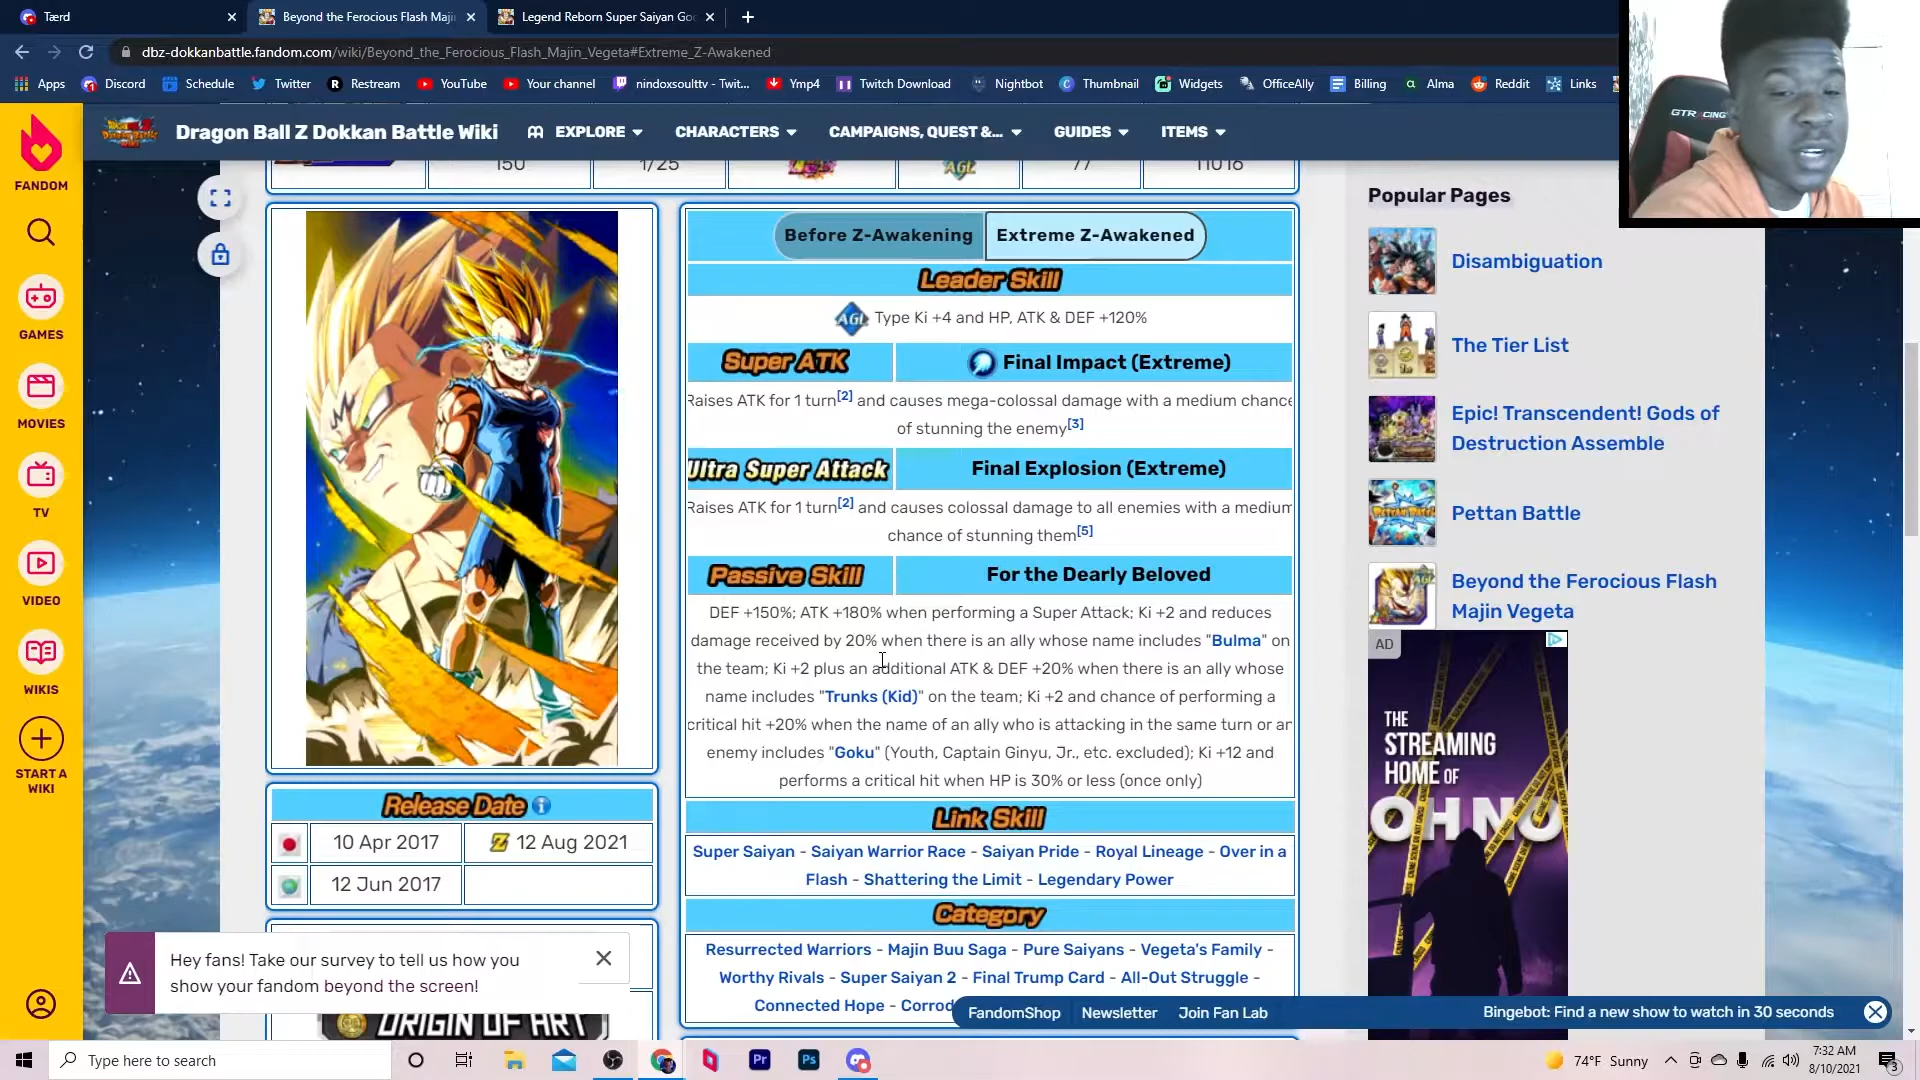 Tærd
Beyond the Ferocious Flash Maji
Legend Reborn Super Saiyan Go
dbz-dokkanbattle.fandom.com/wiki/Beyond_the_Ferocious_Flash_Majin_Vegeta#Extreme_Z-Awakened
Apps Discord Schedule Twitter Restream YouTube Your channel nindoxsoulttv - Twit... Ymp4 Twitch Download Nightbot Thumbnail Widgets OfficeAlly Billing Alma Reddit Links
GTRACING
Dragon Ball Z Dokkan Battle Wiki EXPLORE CHARACTERS CAMPAIGNS, QUEST &... GUIDES ITEMS
FANDOM
GAMES
MOVIES
TV
VIDEO
WIKIS
START A
WIKI
150 1/25 AGL 77 11016
Before Z-Awakening Extreme Z-Awakened
Leader Skill
AGL Type Ki +4 and HP, ATK & DEF +120%
Super ATK Final Impact (Extreme)
Raises ATK for 1 turn[2] and causes mega-colossal damage with a medium chance
of stunning the enemy[3]
Ultra Super Attack Final Explosion (Extreme)
Raises ATK for 1 turn[2] and causes colossal damage to all enemies with a medium
chance of stunning them[5]
Passive Skill For the Dearly Beloved
DEF +150%; ATK +180% when performing a Super Attack; Ki +2 and reduces
damage received by 20% when there is an ally whose name includes "Bulma" on
the team; Ki +2 plus an additional ATK & DEF +20% when there is an ally whose
name includes "Trunks (Kid)" on the team; Ki +2 and chance of performing a
critical hit +20% when the name of an ally who is attacking in the same turn or an
enemy includes "Goku" (Youth, Captain Ginyu, Jr., etc. excluded); Ki +12 and
performs a critical hit when HP is 30% or less (once only)
Link Skill
Super Saiyan - Saiyan Warrior Race - Saiyan Pride - Royal Lineage - Over in a
Flash - Shattering the Limit - Legendary Power
Category
Resurrected Warriors - Majin Buu Saga - Pure Saiyans - Vegeta's Family -
Worthy Rivals - Super Saiyan 2 - Final Trump Card - All-Out Struggle -
Connected Hope - Corrod
Release Date
10 Apr 2017 Z 12 Aug 2021
12 Jun 2017
Hey fans! Take our survey to tell us how you
show your fandom beyond the screen!
ORIGIN OF ART
Popular Pages
Disambiguation
The Tier List
Epic! Transcendent! Gods of
Destruction Assemble
Pettan Battle
Beyond the Ferocious Flash
Majin Vegeta
AD
THE
STREAMING
HOME OF
OH NO
FandomShop Newsletter Join Fan Lab Bingebot: Find a new show to watch in 30 seconds
Type here to search
Pr Ps
74°F Sunny
7:32 AM
8/10/2021
3